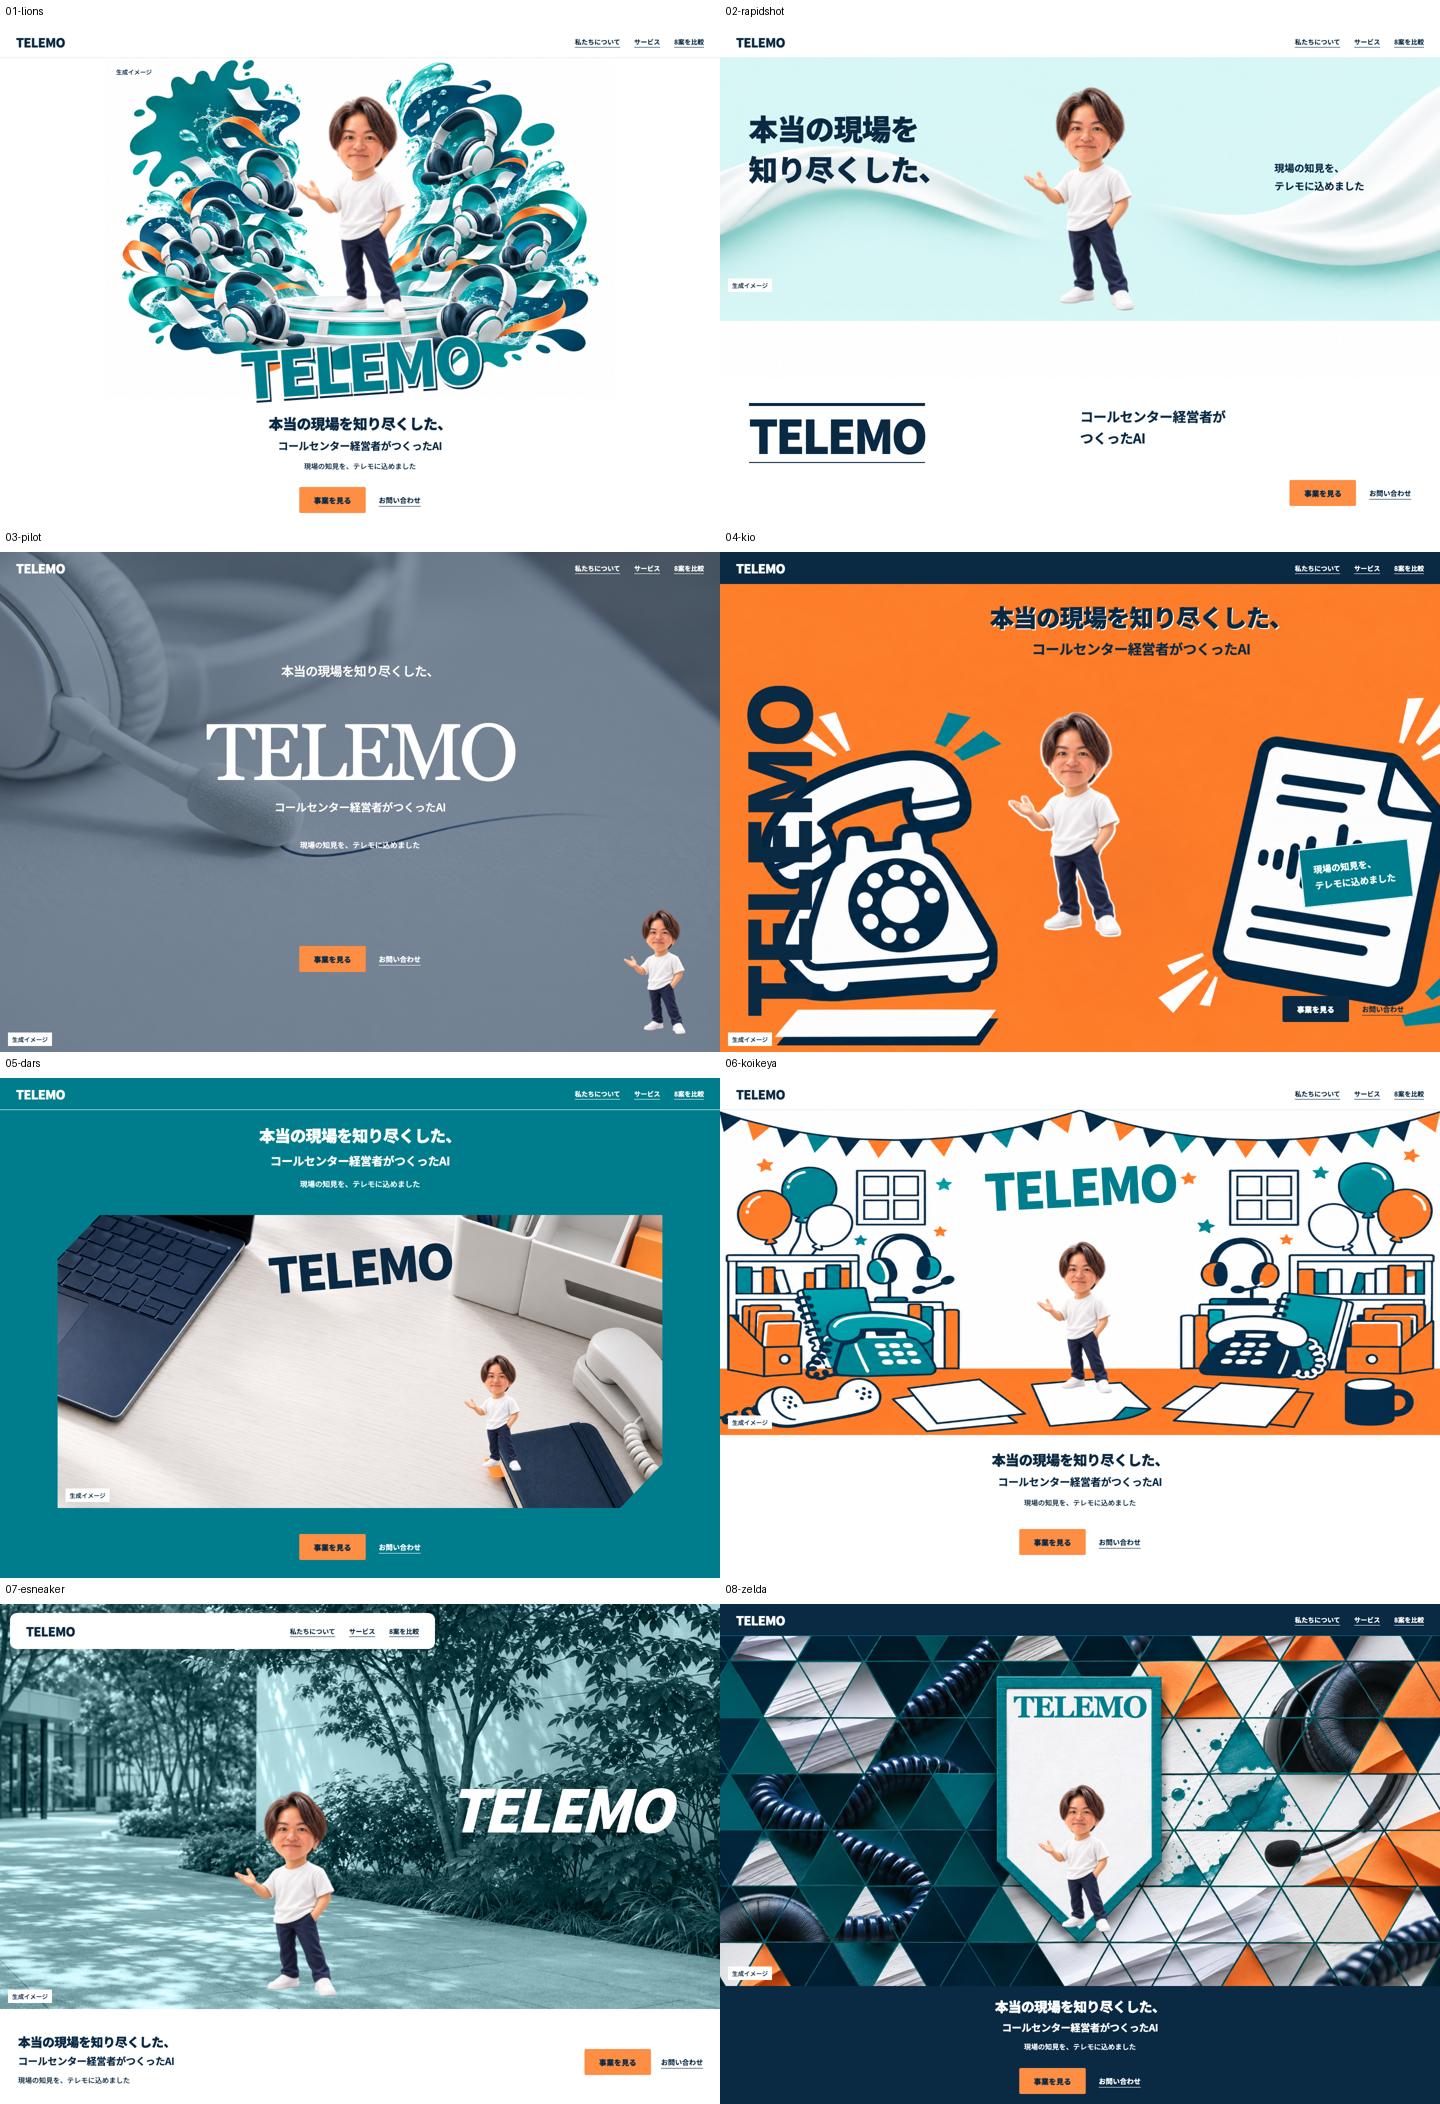 01-lions
TELEMO
私たちについて サービス 8案を比較
生成イメージ
TELEMO
本当の現場を知り尽くした、
コールセンター経営者がつくったAI
現場の知見を、テレモに込めました
事業を見る お問い合わせ
02-rapidshot
TELEMO
私たちについて サービス 8案を比較
本当の現場を
知り尽くした、
現場の知見を、
テレモに込めました
生成イメージ
TELEMO
コールセンター経営者が
つくったAI
事業を見る お問い合わせ
03-pilot
TELEMO
私たちについて サービス 8案を比較
本当の現場を知り尽くした、
TELEMO
コールセンター経営者がつくったAI
現場の知見を、テレモに込めました
事業を見る お問い合わせ
生成イメージ
04-kio
TELEMO
私たちについて サービス 8案を比較
本当の現場を知り尽くした、
コールセンター経営者がつくったAI
TELEMO
現場の知見を、
テレモに込めました
事業を見る お問い合わせ
生成イメージ
05-dars
TELEMO
私たちについて サービス 8案を比較
本当の現場を知り尽くした、
コールセンター経営者がつくったAI
現場の知見を、テレモに込めました
TELEMO
生成イメージ
事業を見る お問い合わせ
06-koikeya
TELEMO
私たちについて サービス 8案を比較
TELEMO
生成イメージ
本当の現場を知り尽くした、
コールセンター経営者がつくったAI
現場の知見を、テレモに込めました
事業を見る お問い合わせ
07-esneaker
TELEMO
私たちについて サービス 8案を比較
TELEMO
生成イメージ
本当の現場を知り尽くした、
コールセンター経営者がつくったAI
現場の知見を、テレモに込めました
事業を見る お問い合わせ
08-zelda
TELEMO
私たちについて サービス 8案を比較
TELEMO
生成イメージ
本当の現場を知り尽くした、
コールセンター経営者がつくったAI
現場の知見を、テレモに込めました
事業を見る お問い合わせ